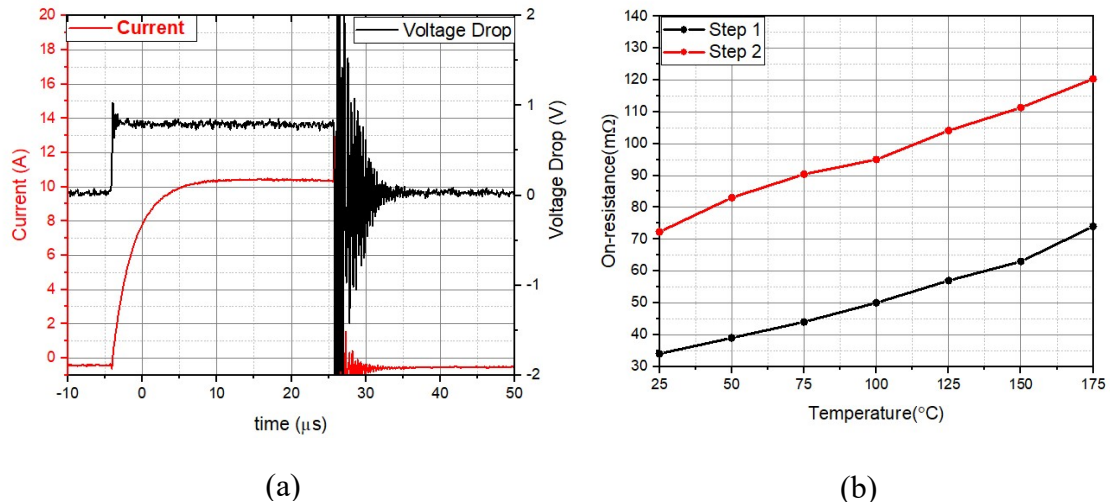 Current
Voltage Drop
20
18
16
14
12
10
8
6
4
2
0
Current (A)
2
1
0
-1
-2
Voltage Drop (V)
-10 0 10 20 30 40 50
time (μs)
(a)
Step 1
Step 2
140
130
120
110
100
90
80
70
60
50
40
30
On-resistance(mΩ)
25 50 75 100 125 150 175
Temperature(°C)
(b)